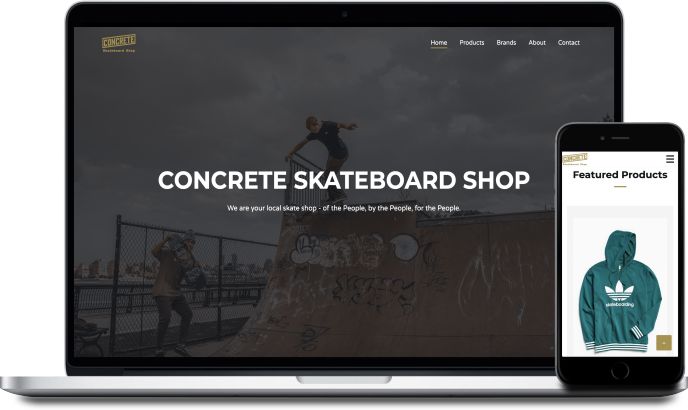 CONCRETE
Skateboard Shop
Home Products Brands About Contact
CONCRETE SKATEBOARD SHOP
We are your local skate shop - of the People, by the People, for the People.
CONCRETE
Skateboard Shop
Featured Products
skateboarding